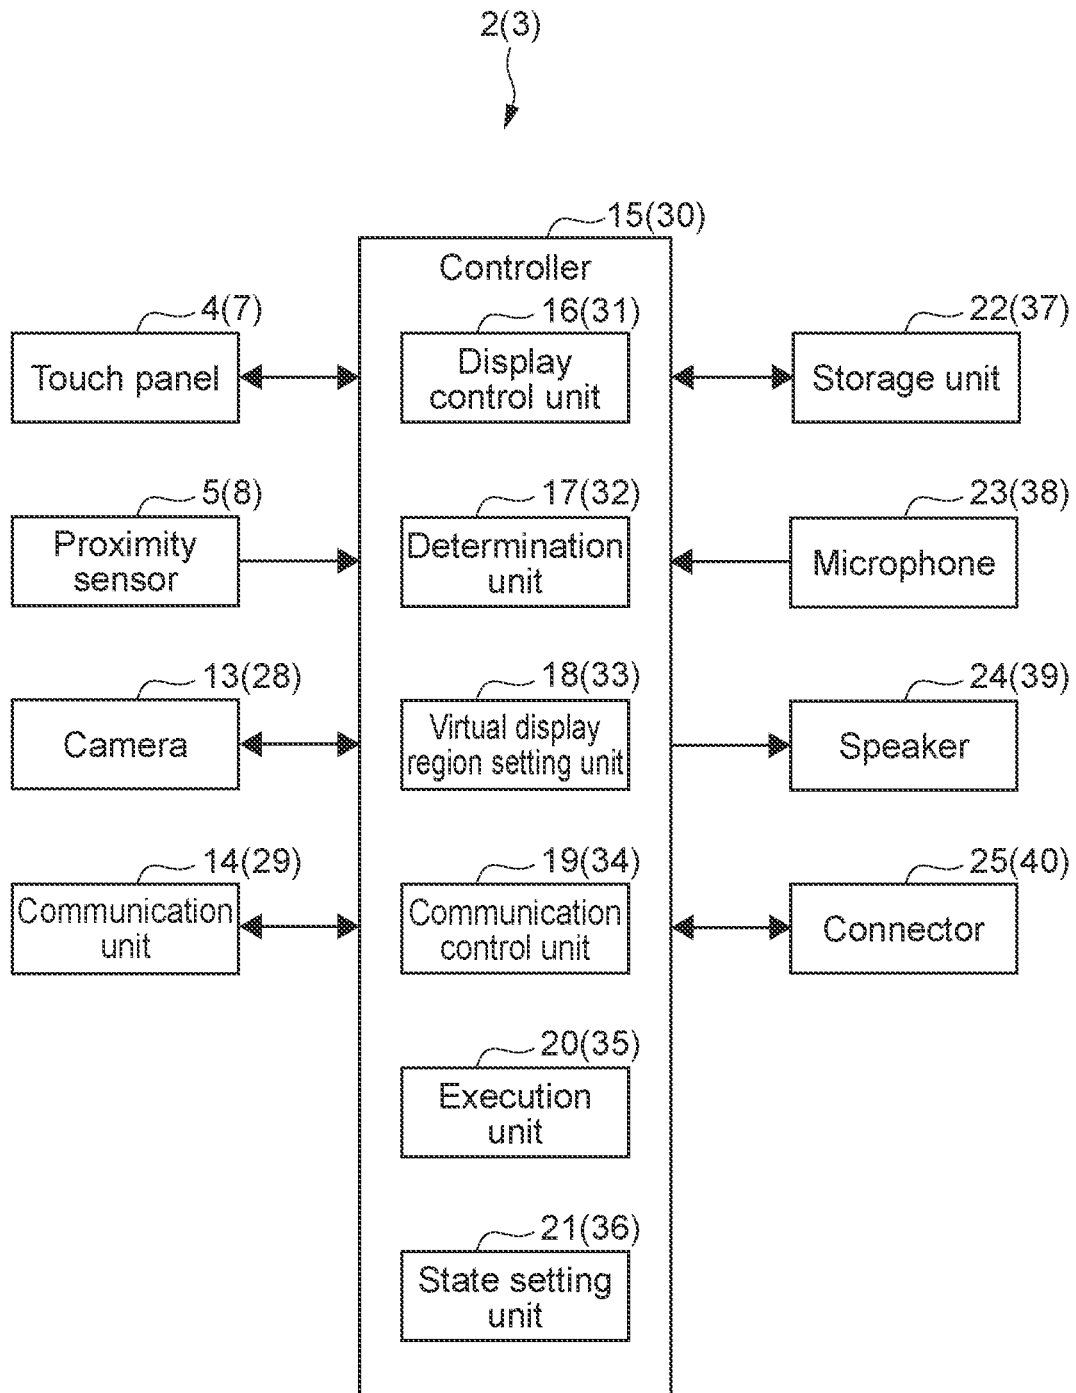 2(3)
15(30)
Controller
4(7)
Touch panel
16(31)
Display
control unit
22(37)
Storage unit
5(8)
Proximity
sensor
17(32)
Determination
unit
23(38)
Microphone
13(28)
Camera
18(33)
Virtual display
region setting unit
24(39)
Speaker
14(29)
Communication
unit
19(34)
Communication
control unit
25(40)
Connector
20(35)
Execution
unit
21(36)
State setting
unit